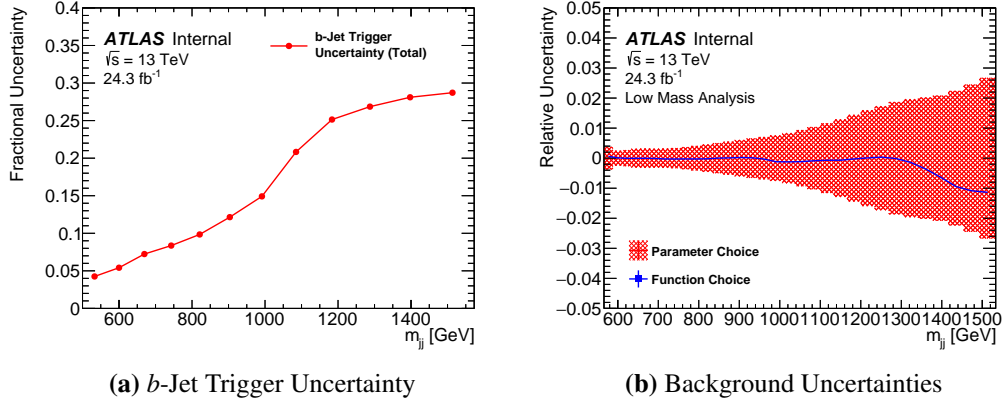 Fractional Uncertainty
0.4
0.35
0.3
0.25
0.2
0.15
0.1
0.05
0
ATLAS Internal
√s = 13 TeV
24.3 fb⁻¹
b-Jet Trigger
Uncertainty (Total)
600 800 1000 1200 1400
m_jj [GeV]
(a) b-Jet Trigger Uncertainty
Relative Uncertainty
0.05
0.04
0.03
0.02
0.01
0
−0.01
−0.02
−0.03
−0.04
−0.05
ATLAS Internal
√s = 13 TeV
24.3 fb⁻¹
Low Mass Analysis
Parameter Choice
Function Choice
600 700 800 900 1000 1100 1200 1300 1400 1500
m_jj [GeV]
(b) Background Uncertainties